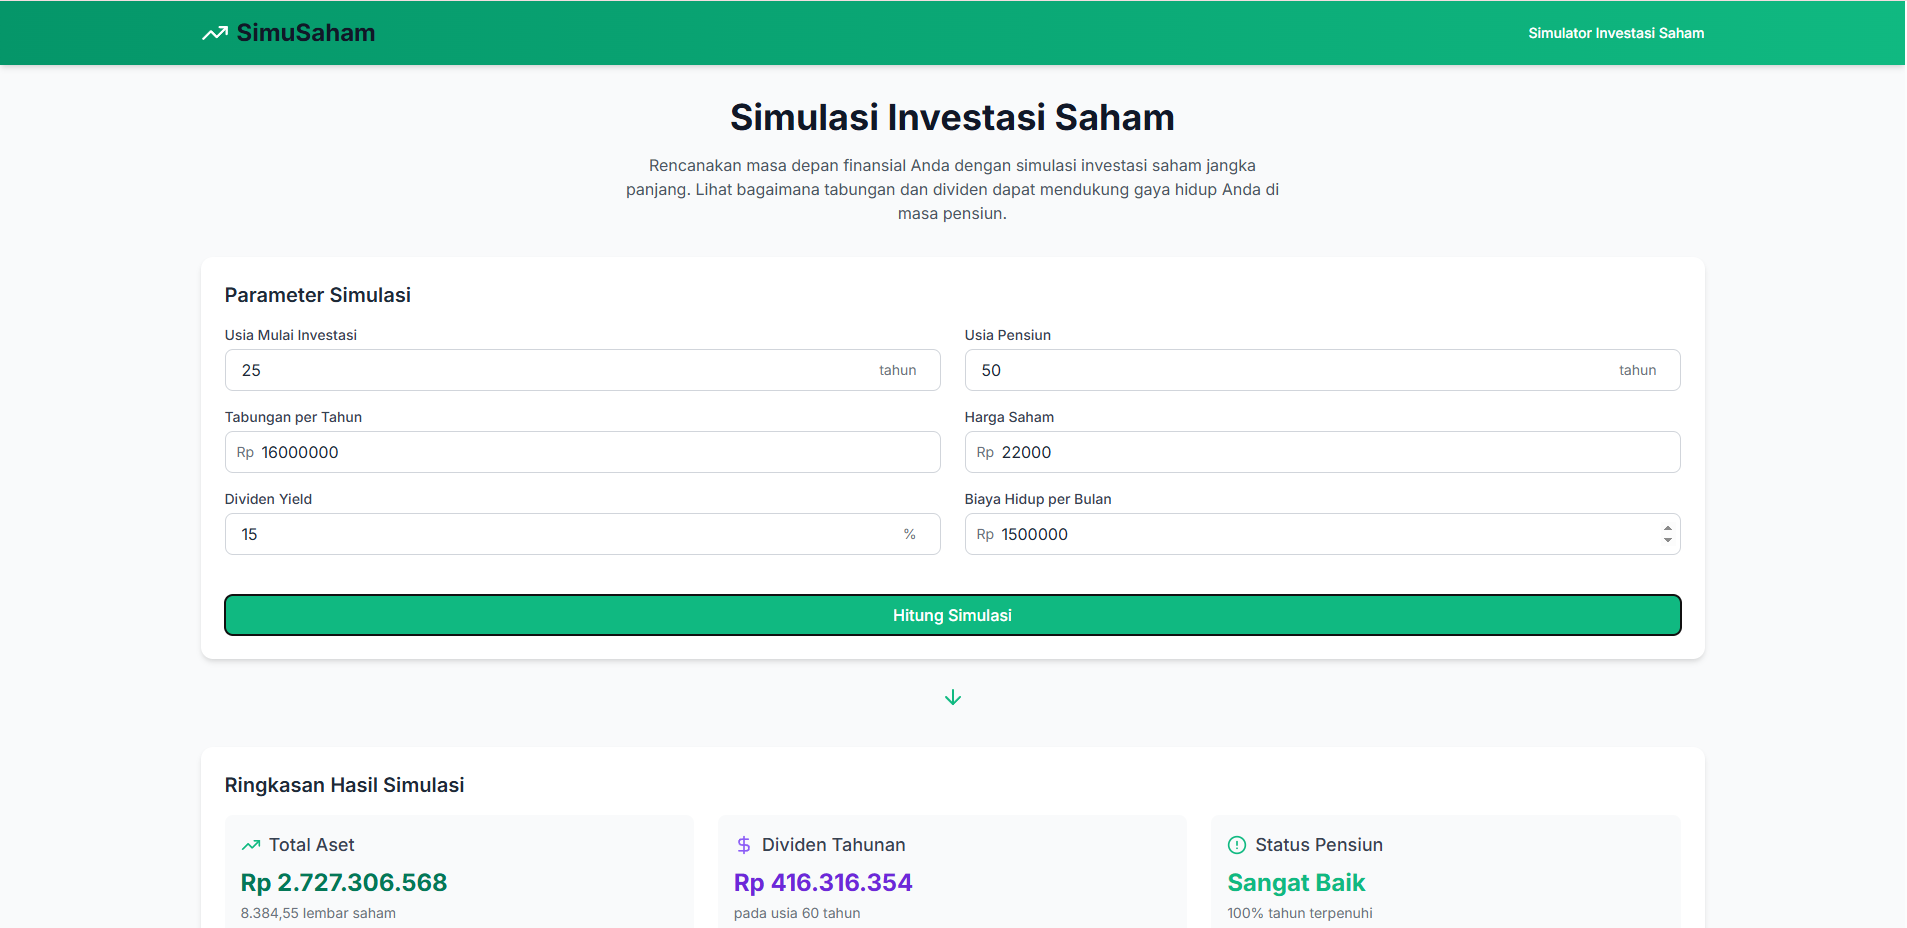 SimuSaham
Simulator Investasi Saham
Simulasi Investasi Saham
Rencanakan masa depan finansial Anda dengan simulasi investasi saham jangka
panjang. Lihat bagaimana tabungan dan dividen dapat mendukung gaya hidup Anda di
masa pensiun.
Parameter Simulasi
Usia Mulai Investasi
25 tahun
Usia Pensiun
50 tahun
Tabungan per Tahun
Rp 16000000
Harga Saham
Rp 22000
Dividen Yield
15 %
Biaya Hidup per Bulan
Rp 1500000
Hitung Simulasi
Ringkasan Hasil Simulasi
Total Aset
Rp 2.727.306.568
8.384,55 lembar saham
$ Dividen Tahunan
Rp 416.316.354
pada usia 60 tahun
Status Pensiun
Sangat Baik
100% tahun terpenuhi